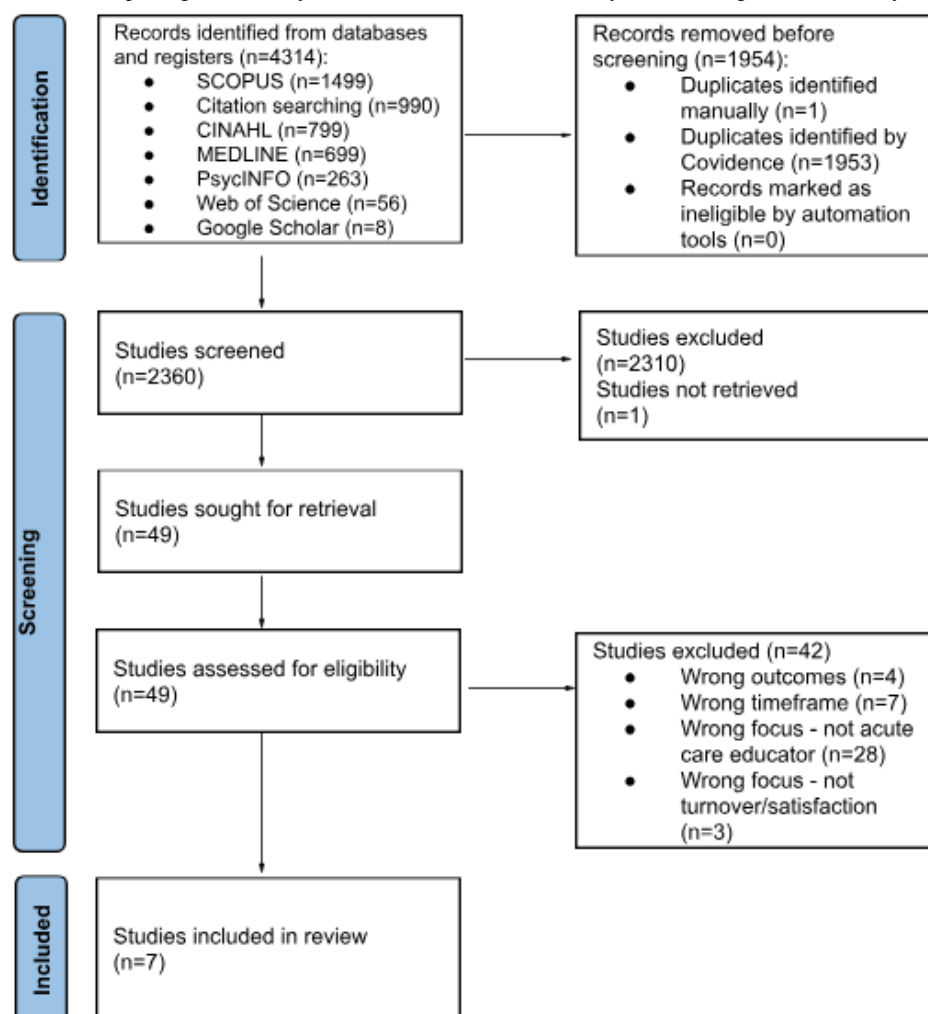 Identification
Records identified from databases
and registers (n=4314):
● SCOPUS (n=1499)
● Citation searching (n=990)
● CINAHL (n=799)
● MEDLINE (n=699)
● PsycINFO (n=263)
● Web of Science (n=56)
● Google Scholar (n=8)
Records removed before
screening (n=1954):
● Duplicates identified
manually (n=1)
● Duplicates identified by
Covidence (n=1953)
● Records marked as
ineligible by automation
tools (n=0)
Screening
Studies screened
(n=2360)
Studies excluded
(n=2310)
Studies not retrieved
(n=1)
Studies sought for retrieval
(n=49)
Studies assessed for eligibility
(n=49)
Studies excluded (n=42)
● Wrong outcomes (n=4)
● Wrong timeframe (n=7)
● Wrong focus - not acute
care educator (n=28)
● Wrong focus - not
turnover/satisfaction
(n=3)
Included
Studies included in review
(n=7)